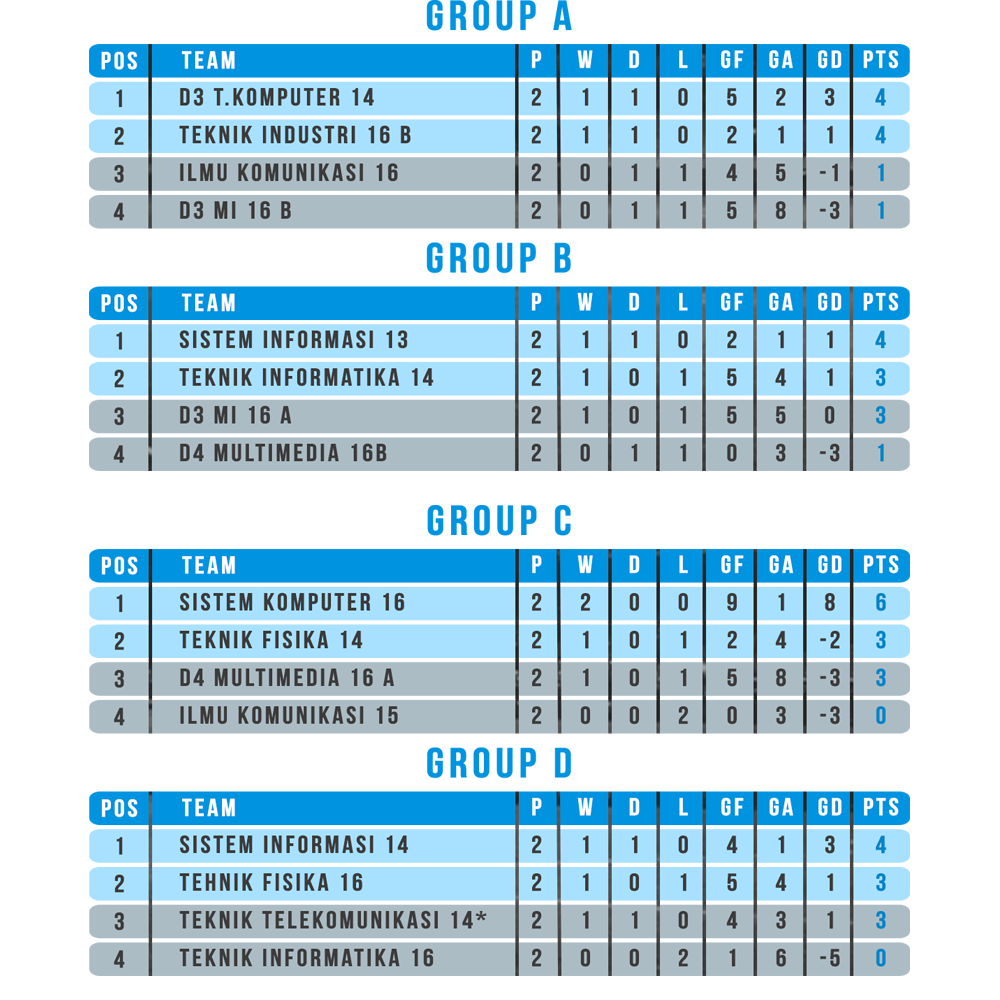 GROUP A
POS TEAM P W D L GF GA GD PTS
1 D3 T.KOMPUTER 14 2 1 1 0 5 2 3 4
2 TEKNIK INDUSTRI 16 B 2 1 1 0 2 1 1 4
3 ILMU KOMUNIKASI 16 2 0 1 1 4 5 -1 1
4 D3 MI 16 B 2 0 1 1 5 8 -3 1
GROUP B
POS TEAM P W D L GF GA GD PTS
1 SISTEM INFORMASI 13 2 1 1 0 2 1 1 4
2 TEKNIK INFORMATIKA 14 2 1 0 1 5 4 1 3
3 D3 MI 16 A 2 1 0 1 5 5 0 3
4 D4 MULTIMEDIA 16B 2 0 1 1 0 3 -3 1
GROUP C
POS TEAM P W D L GF GA GD PTS
1 SISTEM KOMPUTER 16 2 2 0 0 9 1 8 6
2 TEKNIK FISIKA 14 2 1 0 1 2 4 -2 3
3 D4 MULTIMEDIA 16 A 2 1 0 1 5 8 -3 3
4 ILMU KOMUNIKASI 15 2 0 0 2 0 3 -3 0
GROUP D
POS TEAM P W D L GF GA GD PTS
1 SISTEM INFORMASI 14 2 1 1 0 4 1 3 4
2 TEHNIK FISIKA 16 2 1 0 1 5 4 1 3
3 TEKNIK TELEKOMUNIKASI 14* 2 1 1 0 4 3 1 3
4 TEKNIK INFORMATIKA 16 2 0 0 2 1 6 -5 0